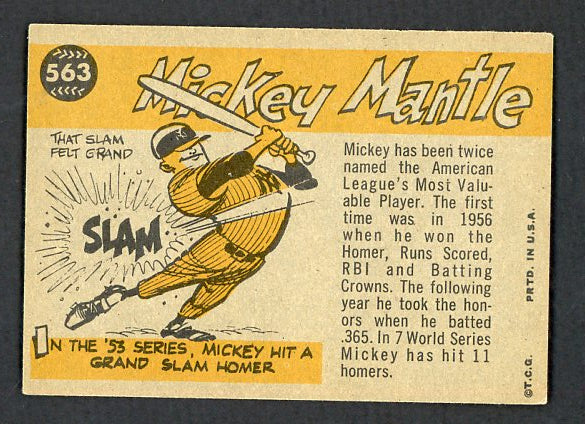 563
Mickey Mantle
THAT SLAM
FELT GRAND
SLAM
IN THE '53 SERIES, MICKEY HIT A
GRAND SLAM HOMER
Mickey has been twice
named the American
League's Most Valu-
able Player. The first
time was in 1956
when he won the
Homer, Runs Scored,
RBI and Batting
Crowns. The following
year he took the hon-
ors when he batted
.365. In 7 World Series
Mickey has hit 11
homers.
©T.C.G. PRTD. IN U.S.A.